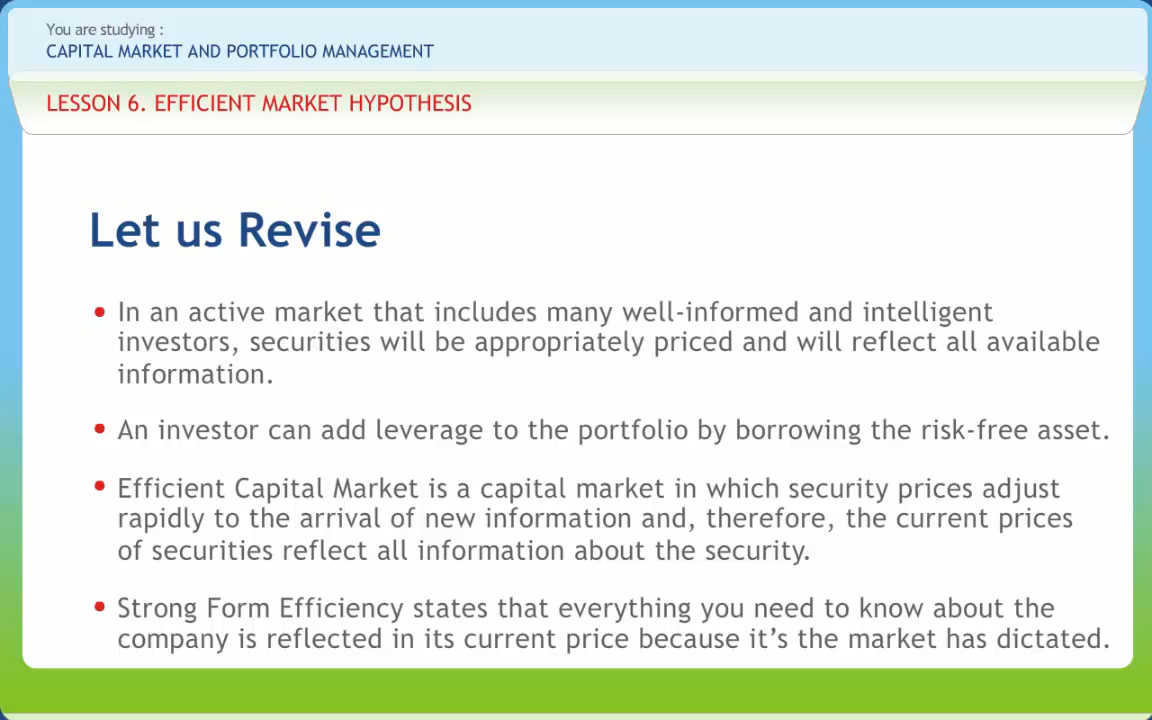 You are studying :
CAPITAL MARKET AND PORTFOLIO MANAGEMENT
LESSON 6. EFFICIENT MARKET HYPOTHESIS
Let us Revise
• In an active market that includes many well-informed and intelligent
investors, securities will be appropriately priced and will reflect all available
information.
• An investor can add leverage to the portfolio by borrowing the risk-free asset.
• Efficient Capital Market is a capital market in which security prices adjust
rapidly to the arrival of new information and, therefore, the current prices
of securities reflect all information about the security.
• Strong Form Efficiency states that everything you need to know about the
company is reflected in its current price because it’s the market has dictated.